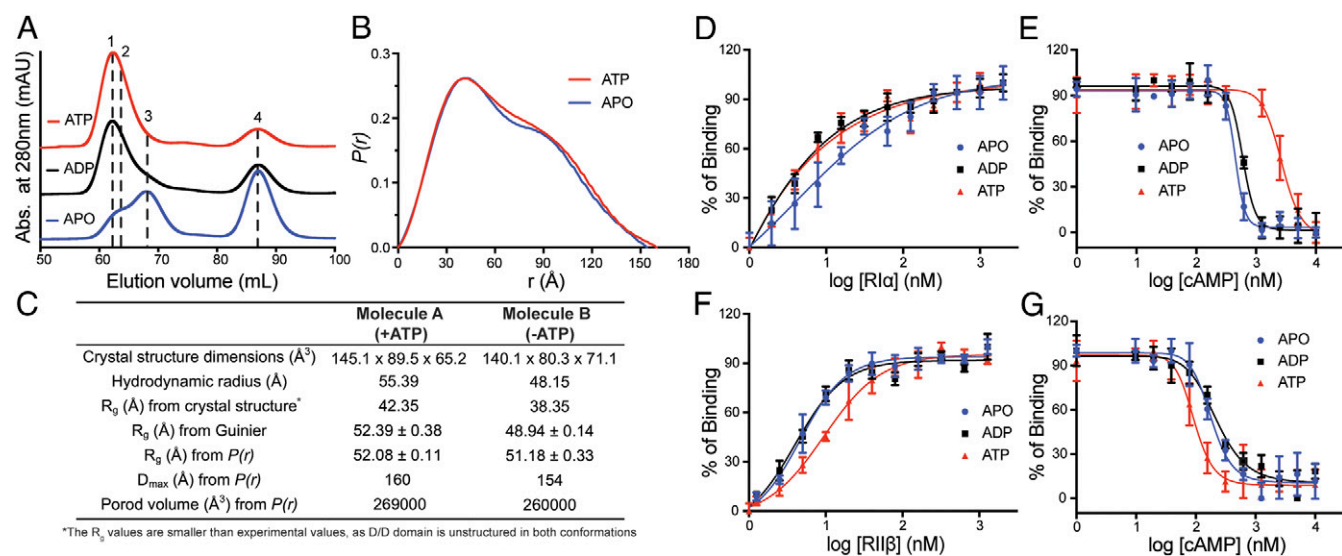 A
Abs. at 280nm (mAU)
1
2
3
4
ATP
ADP
APO
50
60
70
80
90
100
Elution volume (mL)
B
P(r)
0.3
0.2
0.1
0.0
ATP
APO
0
30
60
90
120
150
180
r (Å)
C
Molecule A (+ATP)
Molecule B (-ATP)
Crystal structure dimensions (Å³) 145.1 x 89.5 x 65.2 140.1 x 80.3 x 71.1
Hydrodynamic radius (Å) 55.39 48.15
Rg (Å) from crystal structure* 42.35 38.35
Rg (Å) from Guinier 52.39 ± 0.38 48.94 ± 0.14
Rg (Å) from P(r) 52.08 ± 0.11 51.18 ± 0.33
Dmax (Å) from P(r) 160 154
Porod volume (Å³) from P(r) 269000 260000
*The Rg values are smaller than experimental values, as D/D domain is unstructured in both conformations
D
% of Binding
120
90
60
30
0
APO
ADP
ATP
0
1
2
3
log [RIα] (nM)
E
% of Binding
120
90
60
30
0
APO
ADP
ATP
0
1
2
3
4
log [cAMP] (nM)
F
% of Binding
120
90
60
30
0
APO
ADP
ATP
0
1
2
3
log [RIIβ] (nM)
G
% of Binding
120
90
60
30
0
APO
ADP
ATP
0
1
2
3
4
log [cAMP] (nM)